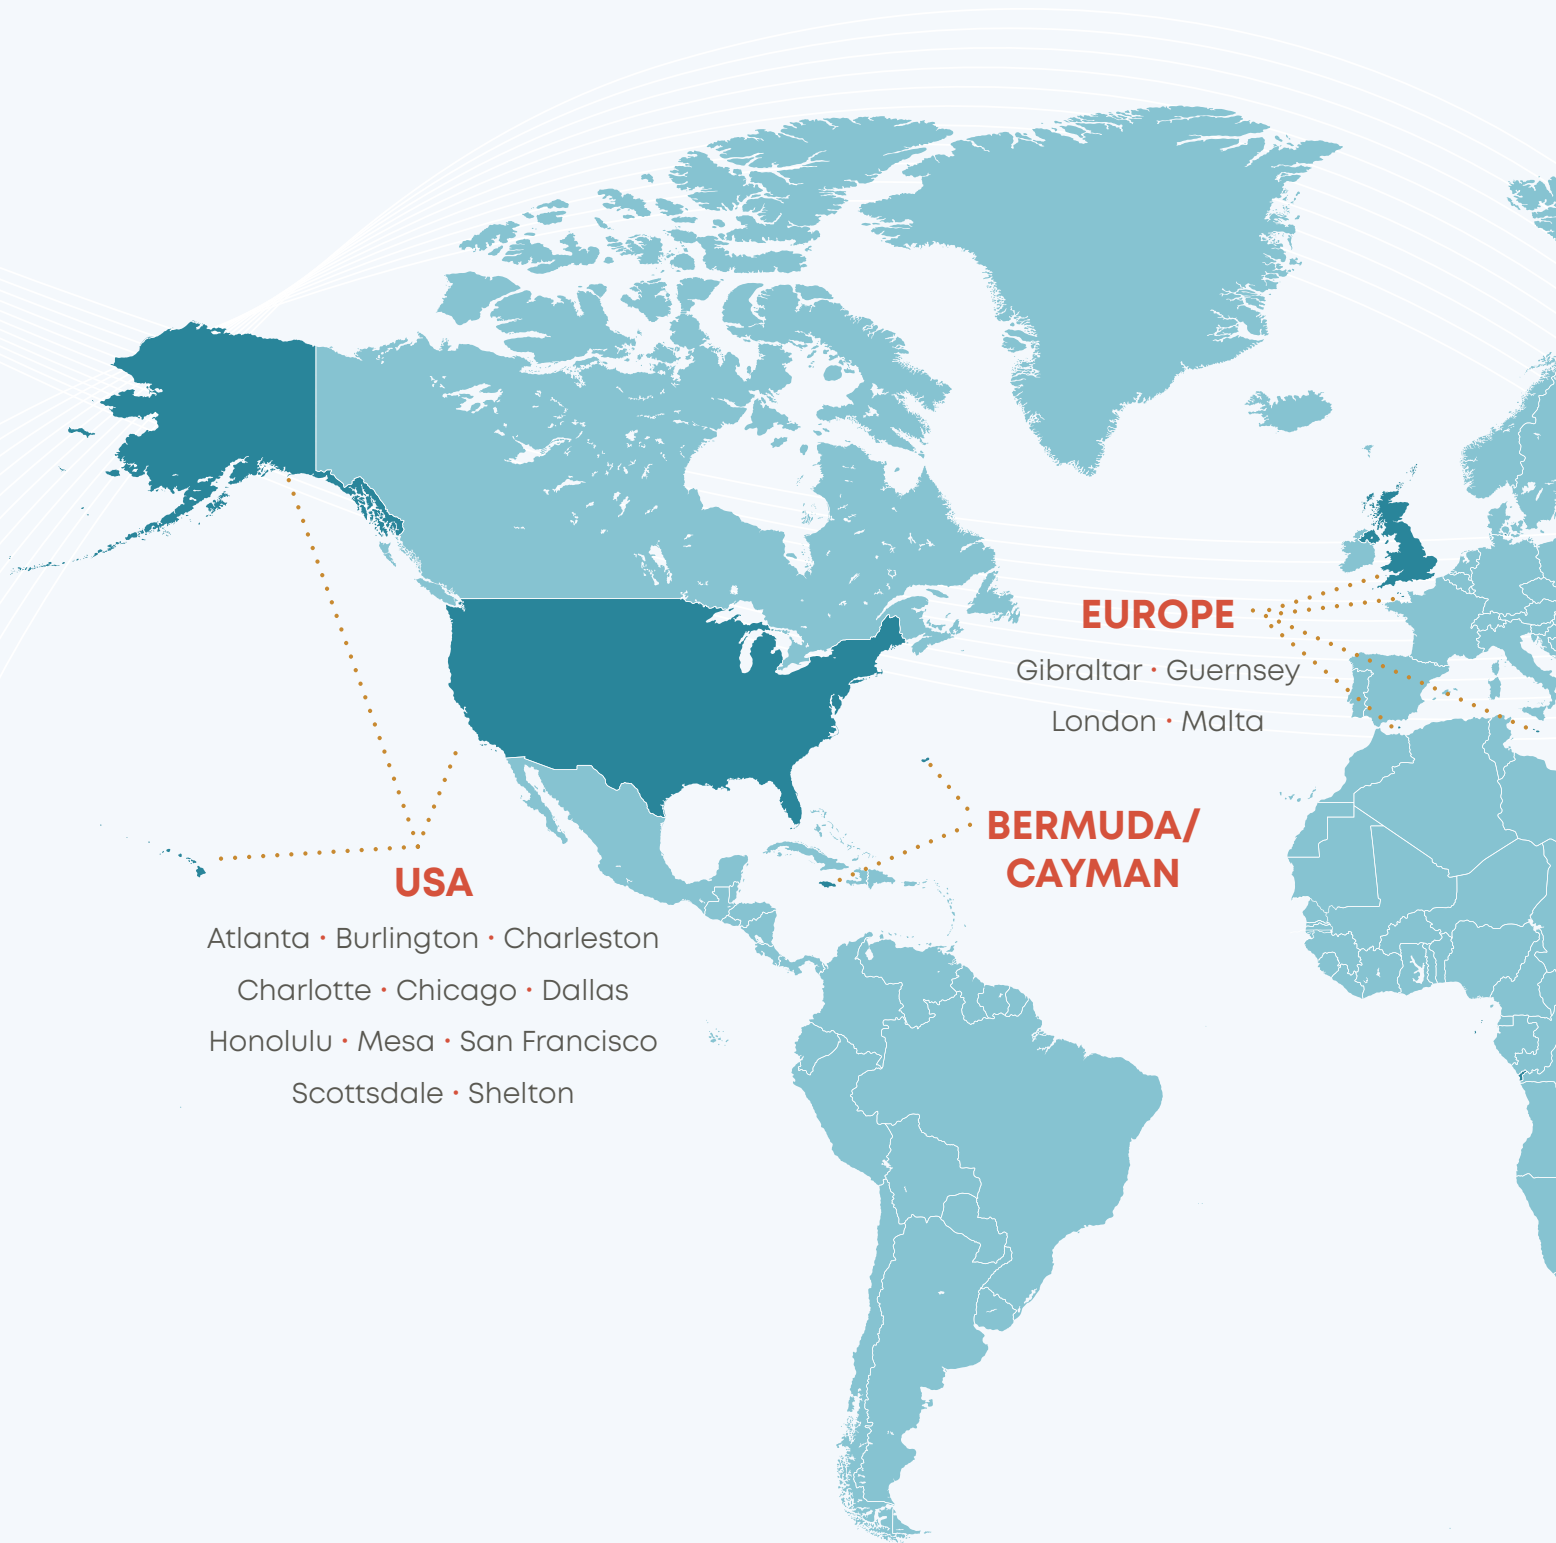 EUROPE
Gibraltar • Guernsey
London • Malta
BERMUDA/
CAYMAN
USA
Atlanta • Burlington • Charleston
Charlotte • Chicago • Dallas
Honolulu • Mesa • San Francisco
Scottsdale • Shelton